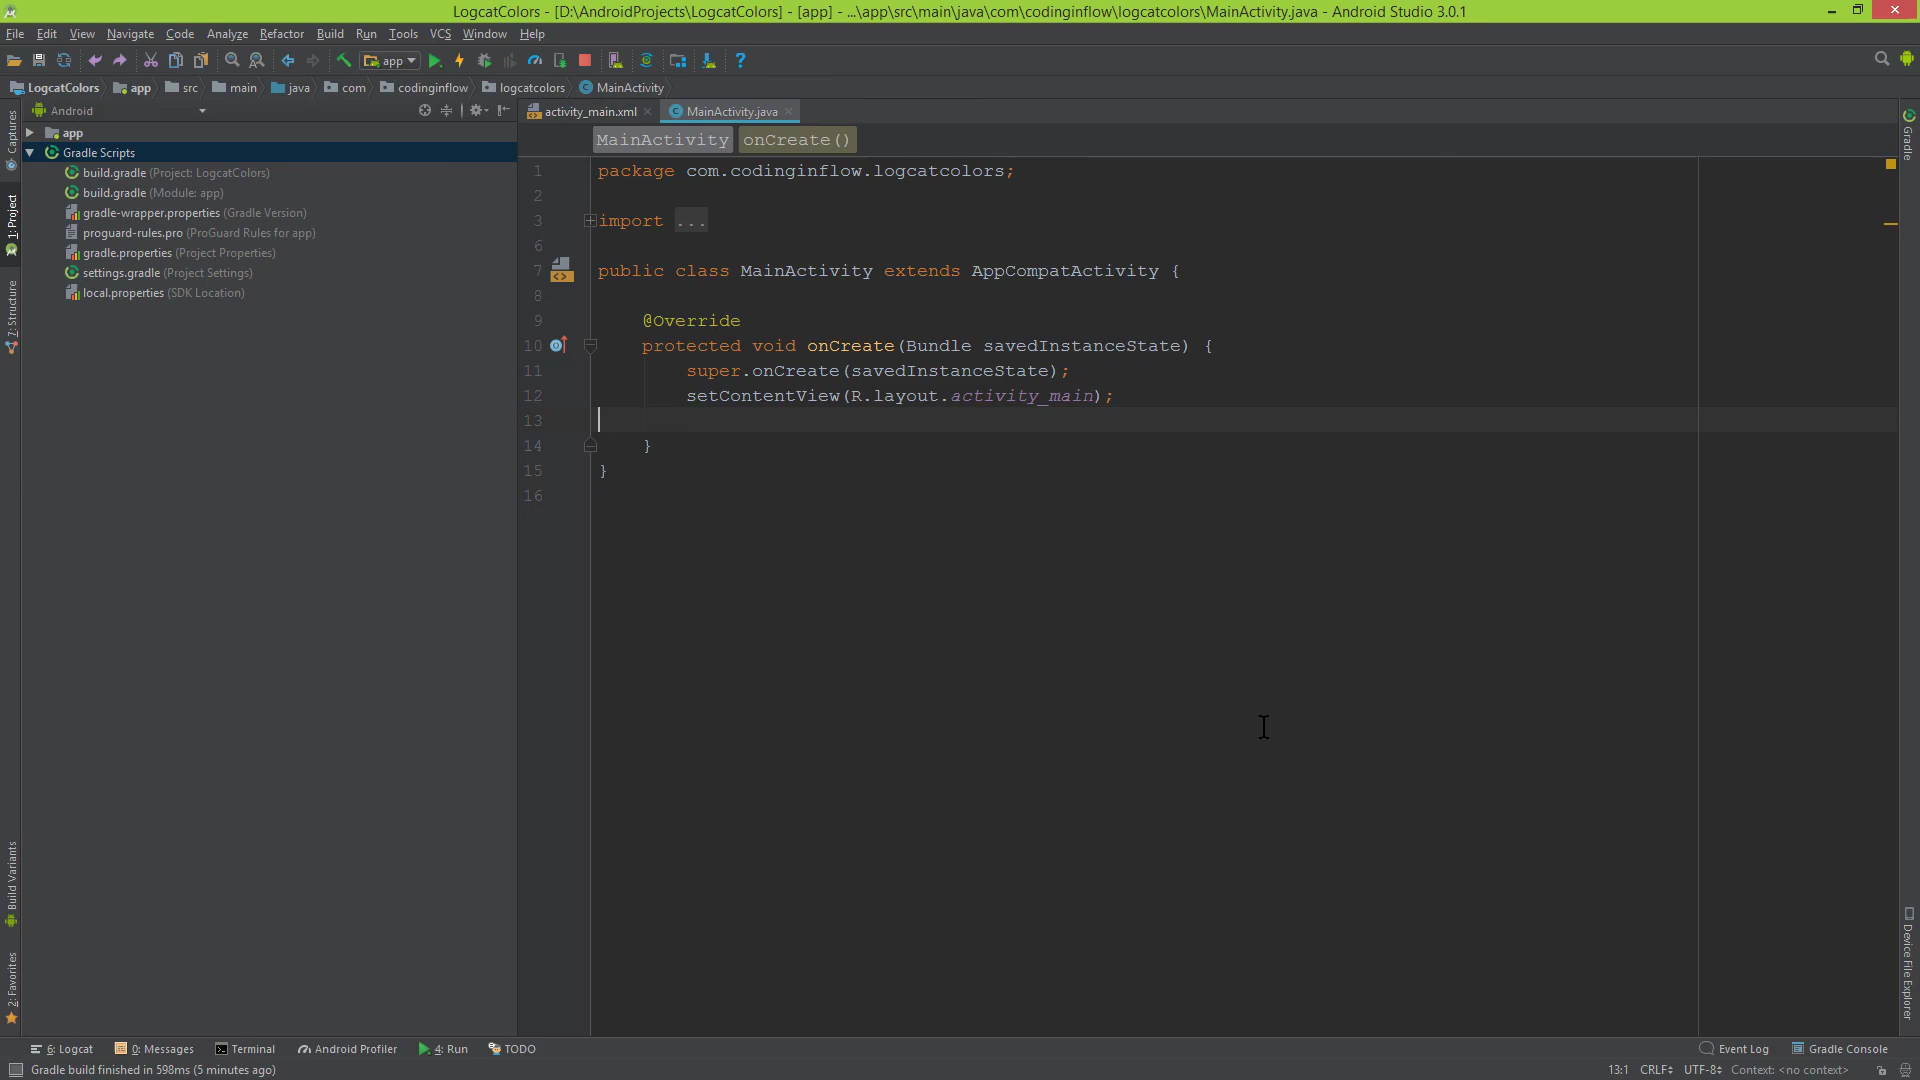 LogcatColors - [D:\AndroidProjects\LogcatColors] - [app] - ...\app\src\main\java\com\codinginflow\logcatcolors\MainActivity.java - Android Studio 3.0.1
File Edit View Navigate Code Analyze Refactor Build Run Tools VCS Window Help
app
LogcatColors app src main java com codinginflow logcatcolors MainActivity
Android
activity_main.xml MainActivity.java
app
MainActivity onCreate()
Gradle Scripts
build.gradle (Project: LogcatColors)
build.gradle (Module: app)
gradle-wrapper.properties (Gradle Version)
proguard-rules.pro (ProGuard Rules for app)
gradle.properties (Project Properties)
settings.gradle (Project Settings)
local.properties (SDK Location)
1 package com.codinginflow.logcatcolors;
2
3 import ...
6
7 public class MainActivity extends AppCompatActivity {
8
9 @Override
10 protected void onCreate(Bundle savedInstanceState) {
11 super.onCreate(savedInstanceState);
12 setContentView(R.layout.activity_main);
13
14 }
15 }
16
Captures
1: Project
7: Structure
Build Variants
2: Favorites
Gradle
Device File Explorer
6: Logcat 0: Messages Terminal Android Profiler 4: Run TODO Event Log Gradle Console
Gradle build finished in 598ms (5 minutes ago) 13:1 CRLF UTF-8 Context: <no context>